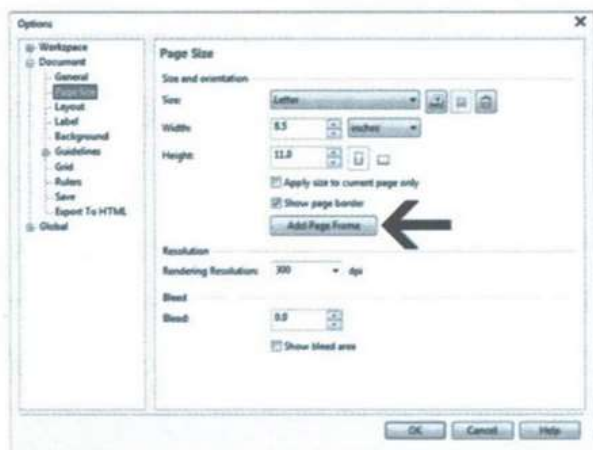 Options
Workspace
Document
General
Page Size
Layout
Label
Background
Guidelines
Grid
Rulers
Save
Export To HTML
Global
Page Size
Size and orientation
Size: Letter
Width: 8.5 inches
Height: 11.0
Apply size to current page only
Show page border
Add Page Frame
Resolution
Rendering Resolution: 300 dpi
Bleed
Bleed: 0.0
Show bleed area
OK Cancel Help